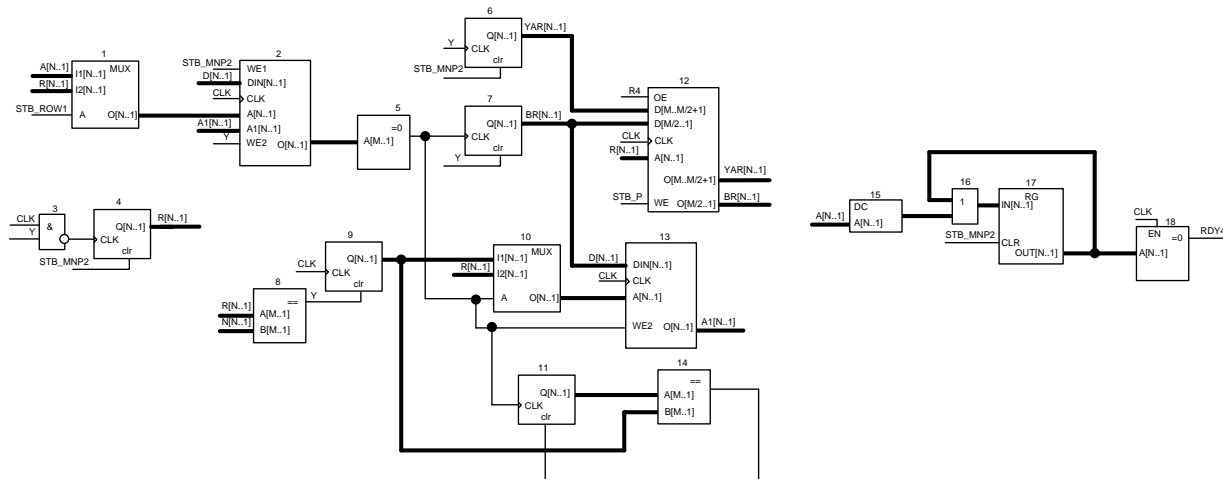 1
MUX
A[N..1]
I1[N..1]
R[N..1]
I2[N..1]
STB_ROW1
A
O[N..1]
2
STB_MNP2
WE1
D[N..1]
DIN[N..1]
CLK
CLK
A[N..1]
A1[N..1]
A1[N..1]
Y
WE2
O[N..1]
3
CLK
Y
&
4
Q[N..1]
R[N..1]
CLK
clr
STB_MNP2
5
=0
A[M..1]
6
Q[N..1]
YAR[N..1]
Y
CLK
clr
STB_MNP2
7
Q[N..1]
BR[N..1]
CLK
clr
Y
8
==
Y
R[N..1]
A[M..1]
N[N..1]
B[M..1]
9
Q[N..1]
CLK
CLK
clr
10
MUX
I1[N..1]
R[N..1]
I2[N..1]
A
O[N..1]
11
Q[N..1]
CLK
clr
12
R4
OE
D[M..M/2+1]
D[M/2..1]
CLK
CLK
R[N..1]
A[N..1]
O[M..M/2+1]
YAR[N..1]
STB_P
WE
O[M/2..1]
BR[N..1]
13
D[N..1]
DIN[N..1]
CLK
CLK
A[N..1]
WE2
O[N..1]
A1[N..1]
14
==
A[M..1]
B[M..1]
15
DC
A[N..1]
A[N..1]
16
1
17
RG
IN[N..1]
STB_MNP2
CLR
OUT[N..1]
CLK
18
EN
=0
A[N..1]
RDY4